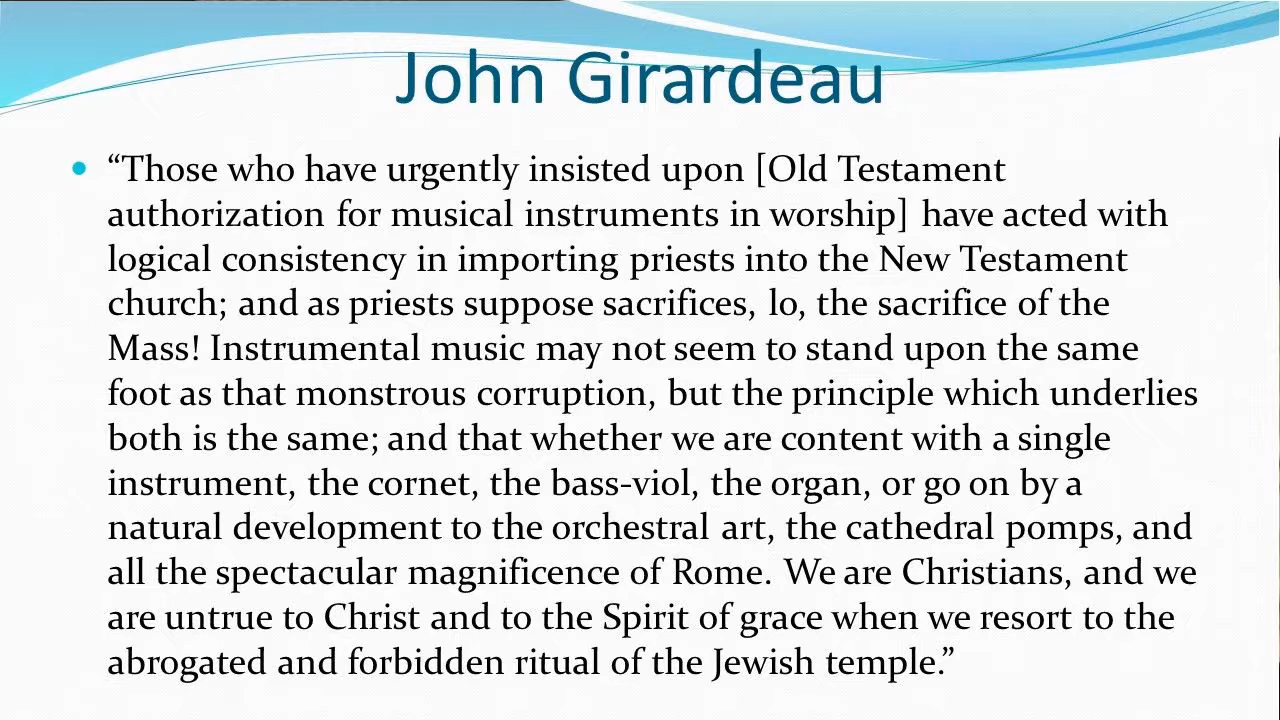 John Girardeau
“Those who have urgently insisted upon [Old Testament
authorization for musical instruments in worship] have acted with
logical consistency in importing priests into the New Testament
church; and as priests suppose sacrifices, lo, the sacrifice of the
Mass! Instrumental music may not seem to stand upon the same
foot as that monstrous corruption, but the principle which underlies
both is the same; and that whether we are content with a single
instrument, the cornet, the bass-viol, the organ, or go on by a
natural development to the orchestral art, the cathedral pomps, and
all the spectacular magnificence of Rome. We are Christians, and we
are untrue to Christ and to the Spirit of grace when we resort to the
abrogated and forbidden ritual of the Jewish temple.”